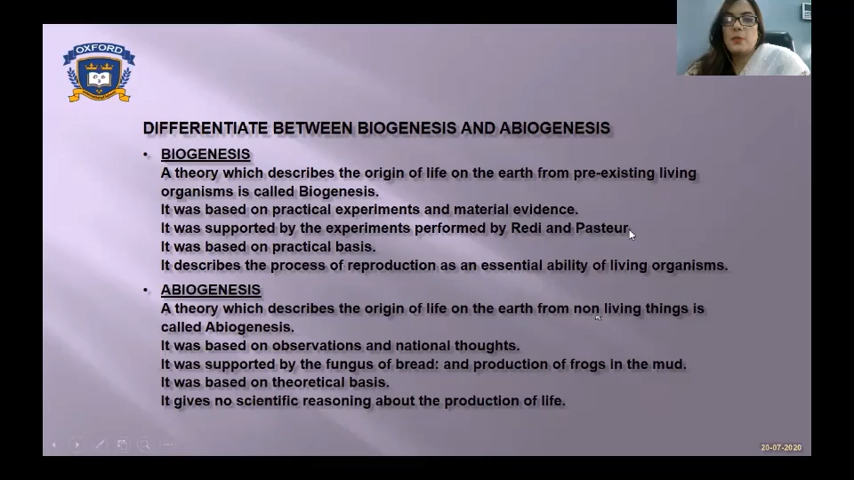 OXFORD
DIFFERENTIATE BETWEEN BIOGENESIS AND ABIOGENESIS
• BIOGENESIS
A theory which describes the origin of life on the earth from pre-existing living
organisms is called Biogenesis.
It was based on practical experiments and material evidence.
It was supported by the experiments performed by Redi and Pasteur.
It was based on practical basis.
It describes the process of reproduction as an essential ability of living organisms.
• ABIOGENESIS
A theory which describes the origin of life on the earth from non living things is
called Abiogenesis.
It was based on observations and national thoughts.
It was supported by the fungus of bread: and production of frogs in the mud.
It was based on theoretical basis.
It gives no scientific reasoning about the production of life.
20-07-2020